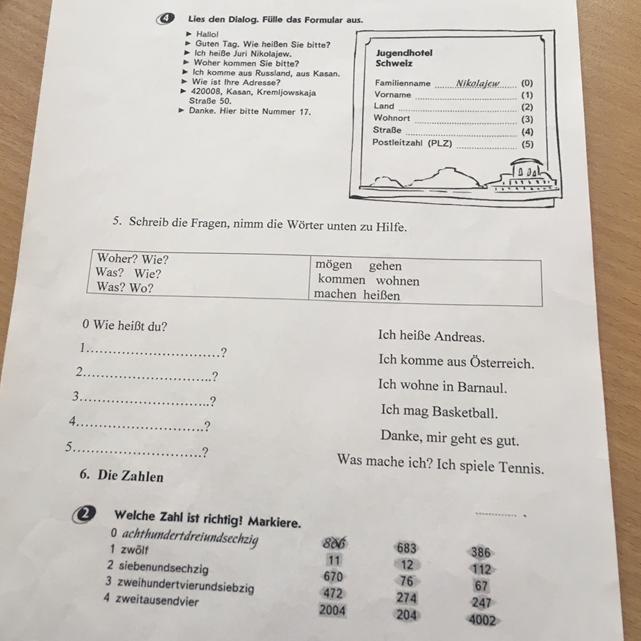 4 Lies den Dialog. Fülle das Formular aus.
► Hallo!
► Guten Tag. Wie heißen Sie bitte?
► Ich heiße Juri Nikolajew.
► Woher kommen Sie bitte?
► Ich komme aus Russland, aus Kasan.
► Wie ist Ihre Adresse?
► 420008, Kasan, Kremljowskaja
Straße 50.
► Danke. Hier bitte Nummer 17.
Jugendhotel
Schweiz
Familienname Nikolajew (0)
Vorname (1)
Land (2)
Wohnort (3)
Straße (4)
Postleitzahl (PLZ) (5)
5. Schreib die Fragen, nimm die Wörter unten zu Hilfe.
Woher? Wie? mögen gehen
Was? Wie? kommen wohnen
Was? Wo? machen heißen
0 Wie heißt du? Ich heiße Andreas.
1..............................? Ich komme aus Österreich.
2..............................? Ich wohne in Barnaul.
3..............................? Ich mag Basketball.
4..............................? Danke, mir geht es gut.
5..............................? Was mache ich? Ich spiele Tennis.
6. Die Zahlen
2 Welche Zahl ist richtig! Markiere.
0 achthundertdreiundsechzig 683 386
1 zwölf 11 12 112
2 siebenundsechzig 670 76 67
3 zweihundertvierundsiebzig 472 274 247
4 zweitausendvier 2004 204 4002